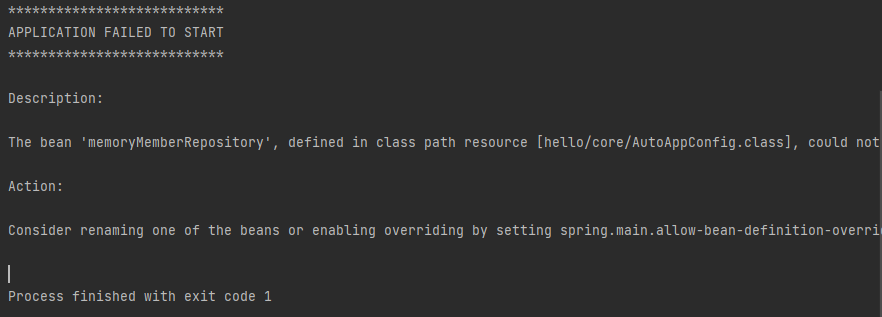 ***************************
APPLICATION FAILED TO START
***************************
Description:
The bean 'memoryMemberRepository', defined in class path resource [hello/core/AutoAppConfig.class], could not
Action:
Consider renaming one of the beans or enabling overriding by setting spring.main.allow-bean-definition-overri
Process finished with exit code 1